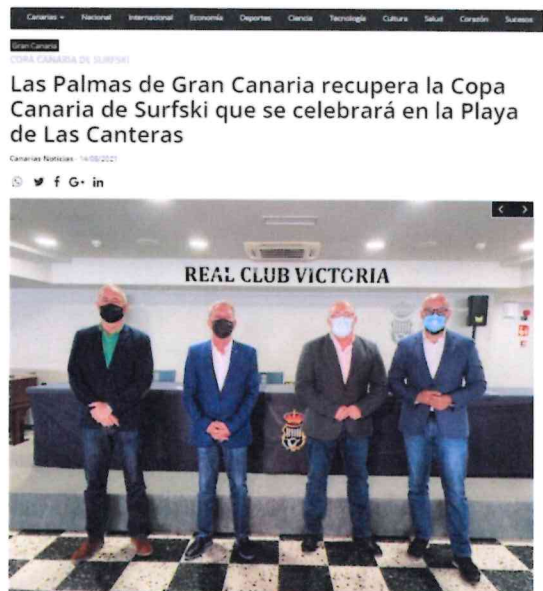 Canarias Nacional Internacional Economía Deportes Ciencia Tecnología Cultura Salud Corazón Sucesos
Gran Canaria
COPA CANARIA DE SURFSKI
Las Palmas de Gran Canaria recupera la Copa
Canaria de Surfski que se celebrará en la Playa
de Las Canteras
Canarias Noticias - 14/08/2021
f G+ in
REAL CLUB VICTORIA